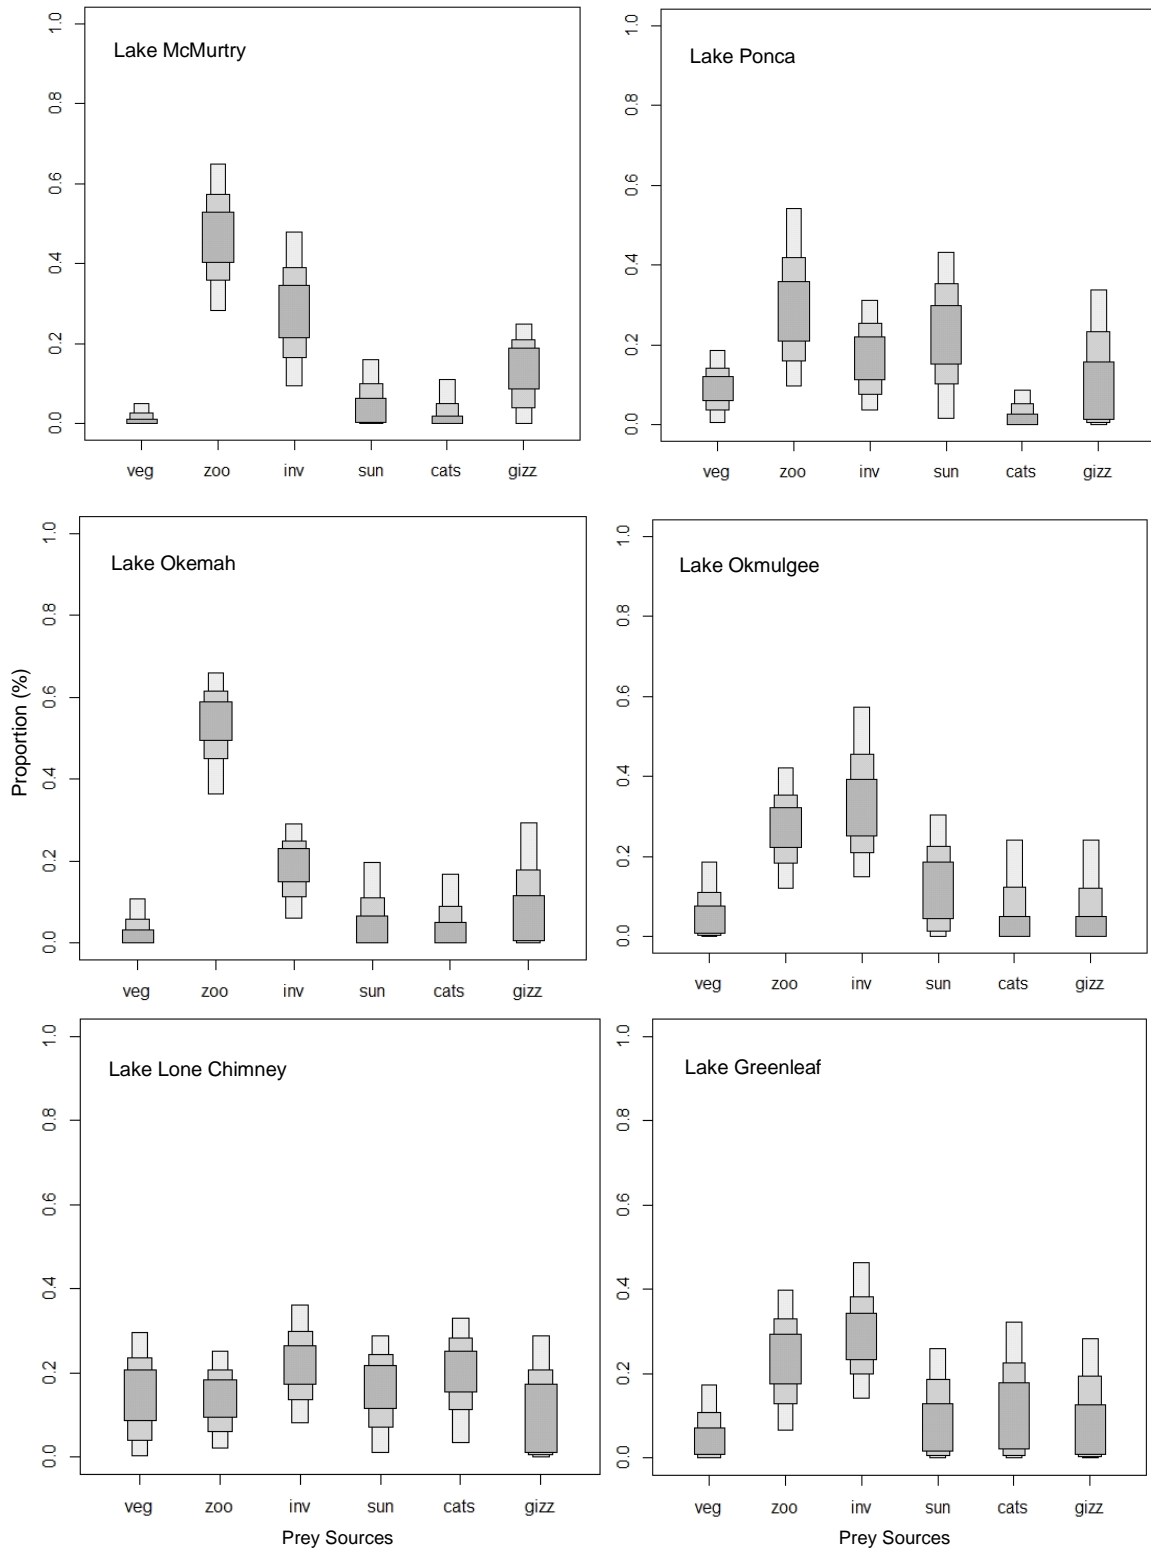 Lake McMurtry
1.0
0.8
0.6
0.4
0.2
0.0
veg zoo inv sun cats gizz
Lake Ponca
1.0
0.8
0.6
0.4
0.2
0.0
veg zoo inv sun cats gizz
Proportion (%)
Lake Okemah
1.0
0.8
0.6
0.4
0.2
0.0
veg zoo inv sun cats gizz
Lake Okmulgee
1.0
0.8
0.6
0.4
0.2
0.0
veg zoo inv sun cats gizz
Lake Lone Chimney
1.0
0.8
0.6
0.4
0.2
0.0
veg zoo inv sun cats gizz
Prey Sources
Lake Greenleaf
1.0
0.8
0.6
0.4
0.2
0.0
veg zoo inv sun cats gizz
Prey Sources